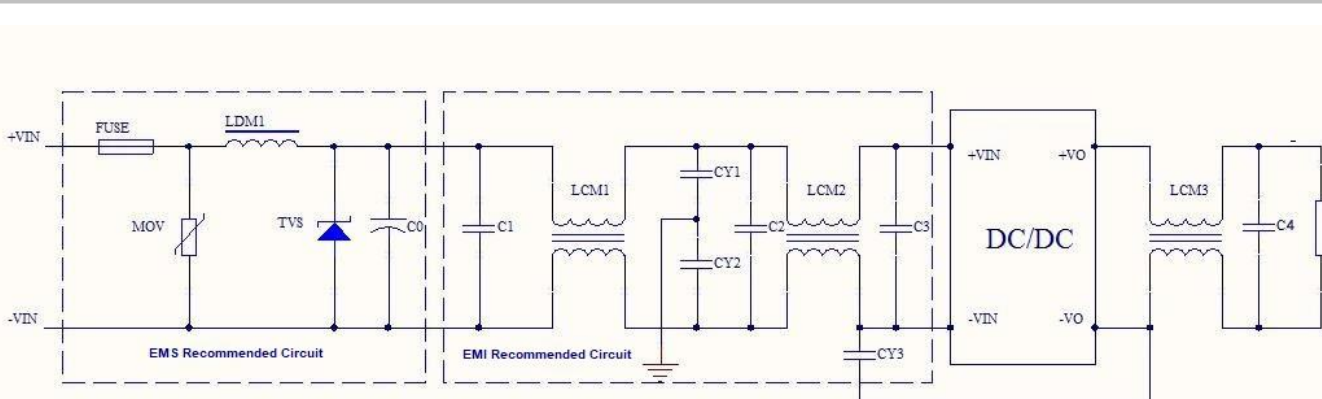 FUSE
LDM1
+VIN
+VIN
+VO
CY1
LCM1
LCM2
LCM3
MOV
TVS
C0
C1
C2
C3
C4
DC/DC
CY2
-VIN
-VIN
-VO
EMS Recommended Circuit
EMI Recommended Circuit
CY3